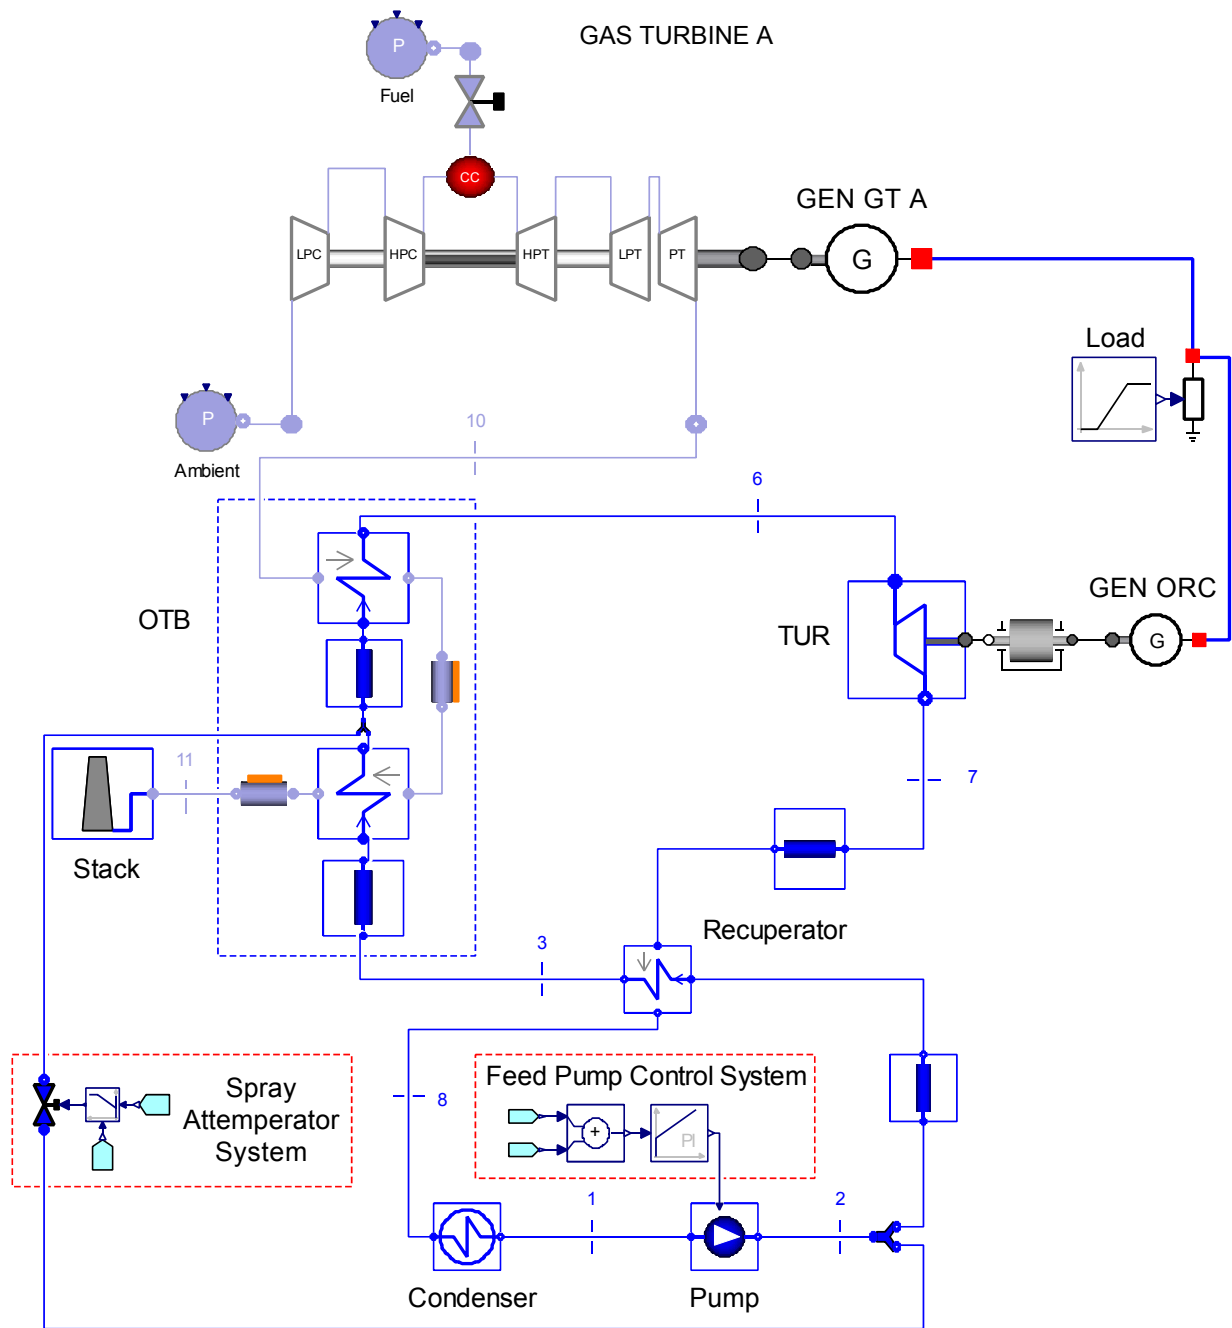 GAS TURBINE A
P
Fuel
CC
GEN GT A
LPC
HPC
HPT
LPT
PT
G
Load
P
Ambient
10
6
OTB
TUR
GEN ORC
G
11
7
Stack
Recuperator
3
Spray
Attemperator
System
Feed Pump Control System
8
+
PI
1
2
Condenser
Pump